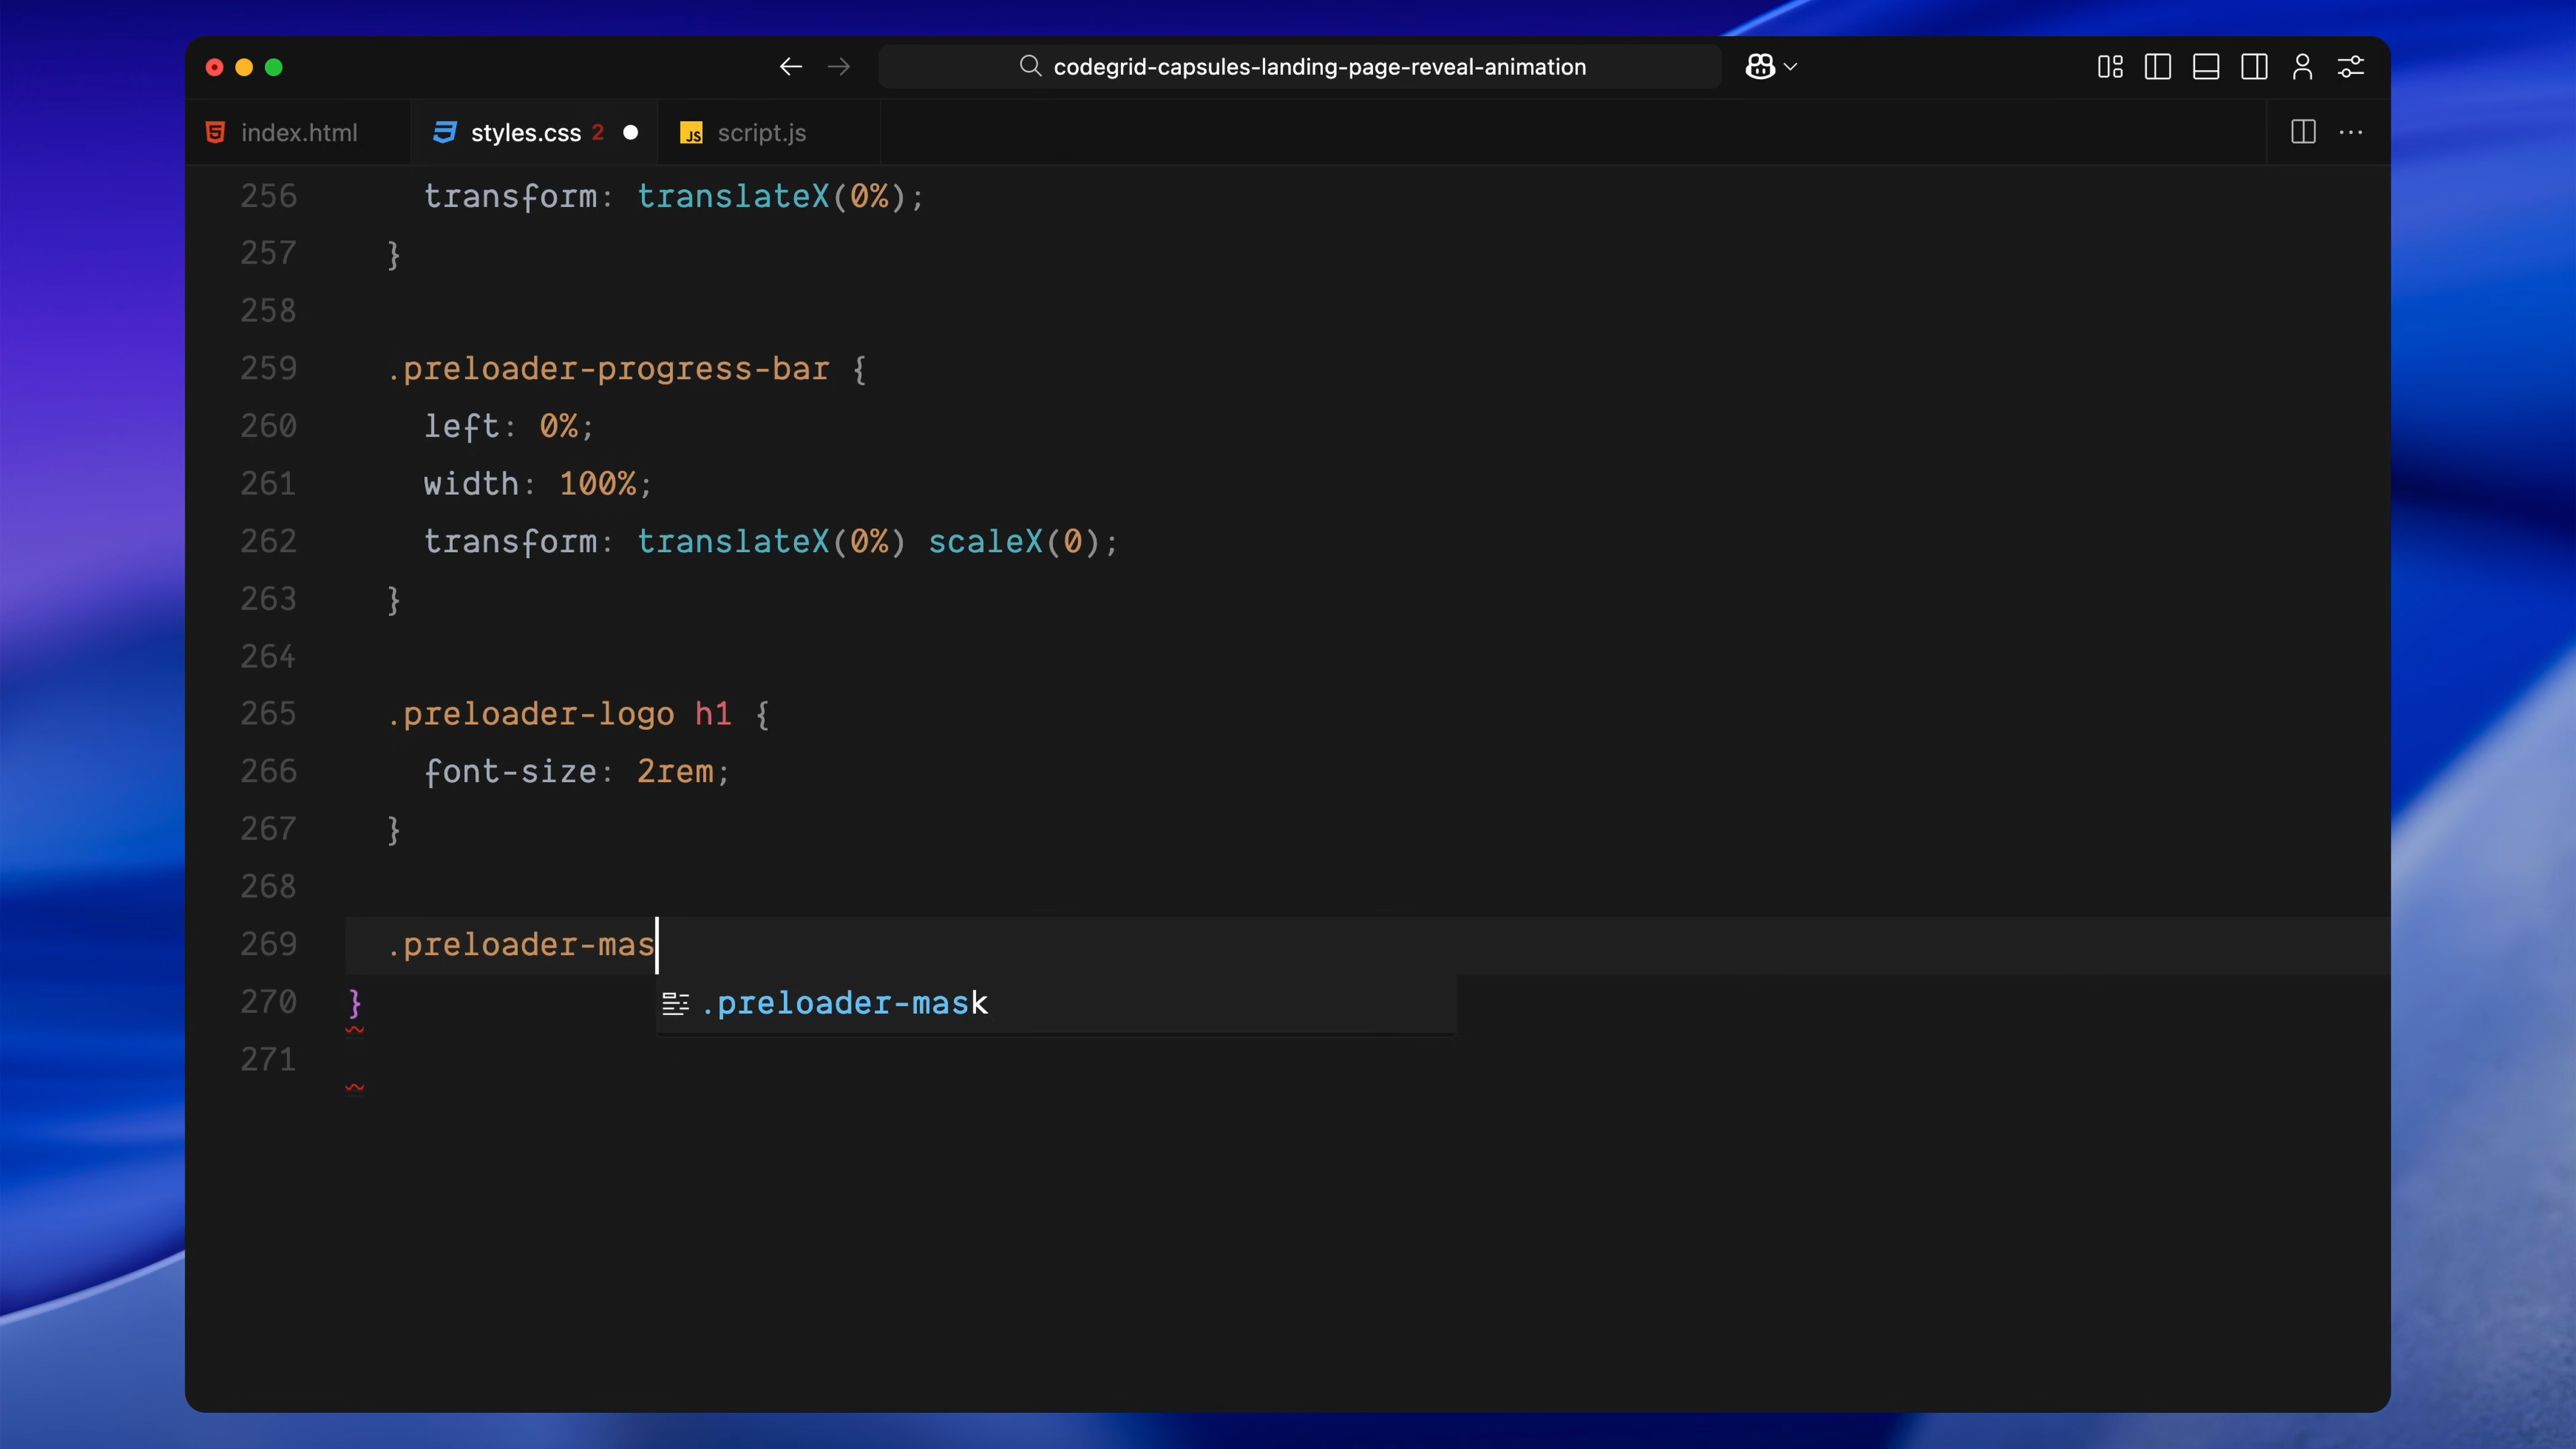 codegrid-capsules-landing-page-reveal-animation
index.html
styles.css 2
JS script.js
256 transform: translateX(0%);
257 }
258
259 .preloader-progress-bar {
260 left: 0%;
261 width: 100%;
262 transform: translateX(0%) scaleX(0);
263 }
264
265 .preloader-logo h1 {
266 font-size: 2rem;
267 }
268
269 .preloader-mas
270 }
.preloader-mask
271